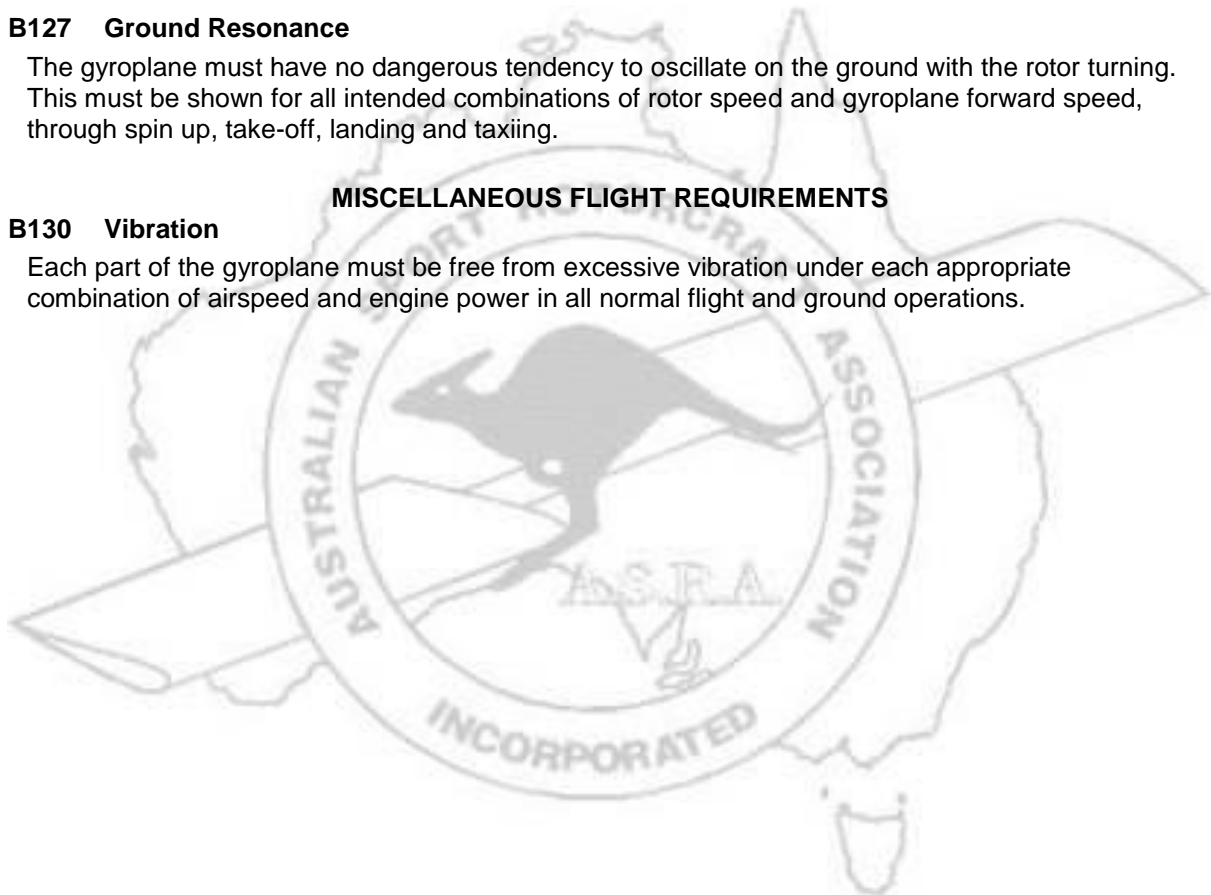 B127 Ground Resonance
The gyroplane must have no dangerous tendency to oscillate on the ground with the rotor turning.
This must be shown for all intended combinations of rotor speed and gyroplane forward speed,
through spin up, take-off, landing and taxiing.
MISCELLANEOUS FLIGHT REQUIREMENTS
B130 Vibration
Each part of the gyroplane must be free from excessive vibration under each appropriate
combination of airspeed and engine power in all normal flight and ground operations.
AUSTRALIAN SPORT ROTORCRAFT ASSOCIATION
A.S.R.A.
INCORPORATED